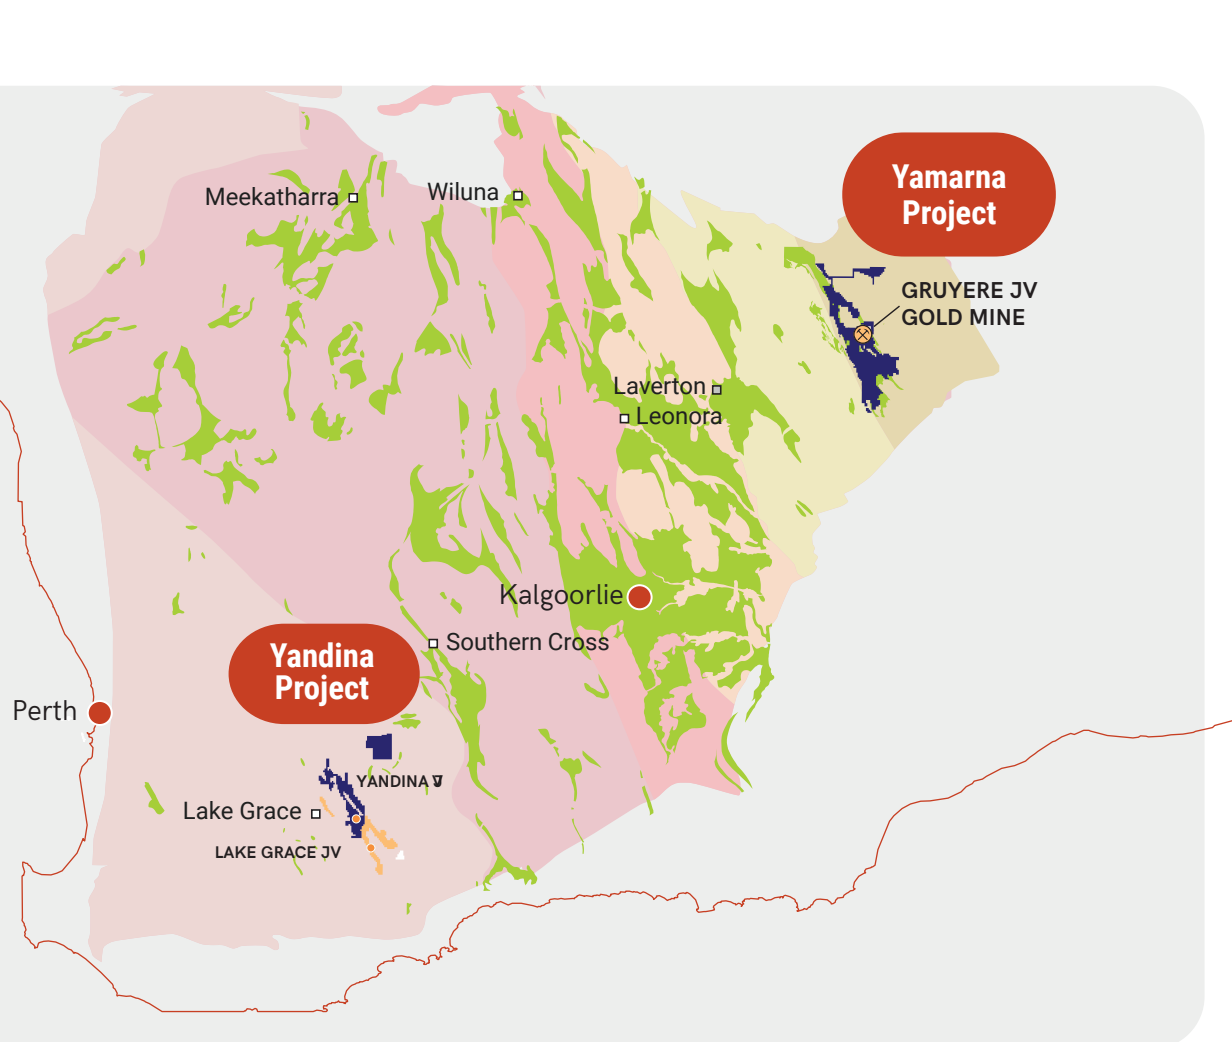 Yamarna
Project
Meekatharra
Wiluna
GRUYERE JV
GOLD MINE
Laverton
Leonora
Kalgoorlie
Southern Cross
Yandina
Project
Perth
YANDINA
Lake Grace
LAKE GRACE JV